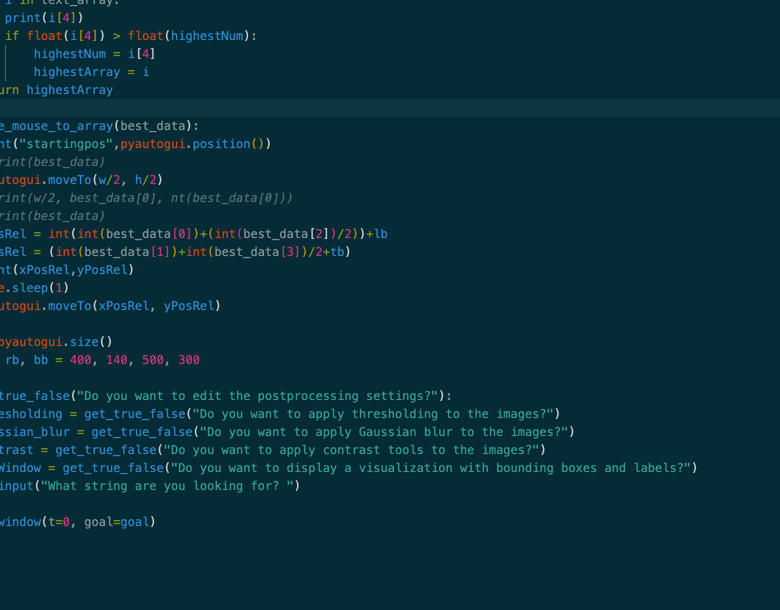 i in text_array:
print(i[4])
if float(i[4]) > float(highestNum):
highestNum = i[4]
highestArray = i
urn highestArray
e_mouse_to_array(best_data):
nt("startingpos",pyautogui.position())
rint(best_data)
utogui.moveTo(w/2, h/2)
rint(w/2, best_data[0], nt(best_data[0]))
rint(best_data)
sRel = int(int(best_data[0])+(int(best_data[2])/2))+lb
sRel = (int(best_data[1])+int(best_data[3])/2+tb)
nt(xPosRel,yPosRel)
e.sleep(1)
utogui.moveTo(xPosRel, yPosRel)
pyautogui.size()
rb, bb = 400, 140, 500, 300
true_false("Do you want to edit the postprocessing settings?"):
esholding = get_true_false("Do you want to apply thresholding to the images?")
ssian_blur = get_true_false("Do you want to apply Gaussian blur to the images?")
trast = get_true_false("Do you want to apply contrast tools to the images?")
Window = get_true_false("Do you want to display a visualization with bounding boxes and labels?")
input("What string are you looking for? ")
window(t=0, goal=goal)